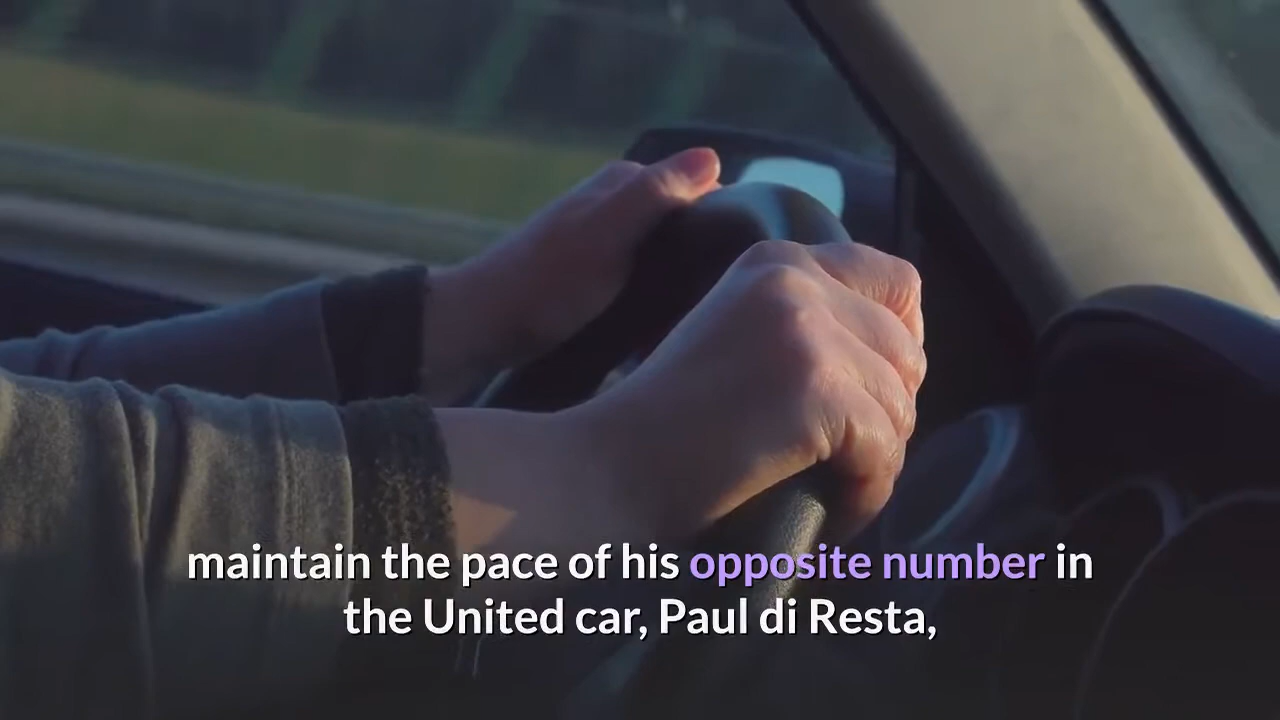 maintain the pace of his opposite number in
the United car, Paul di Resta,